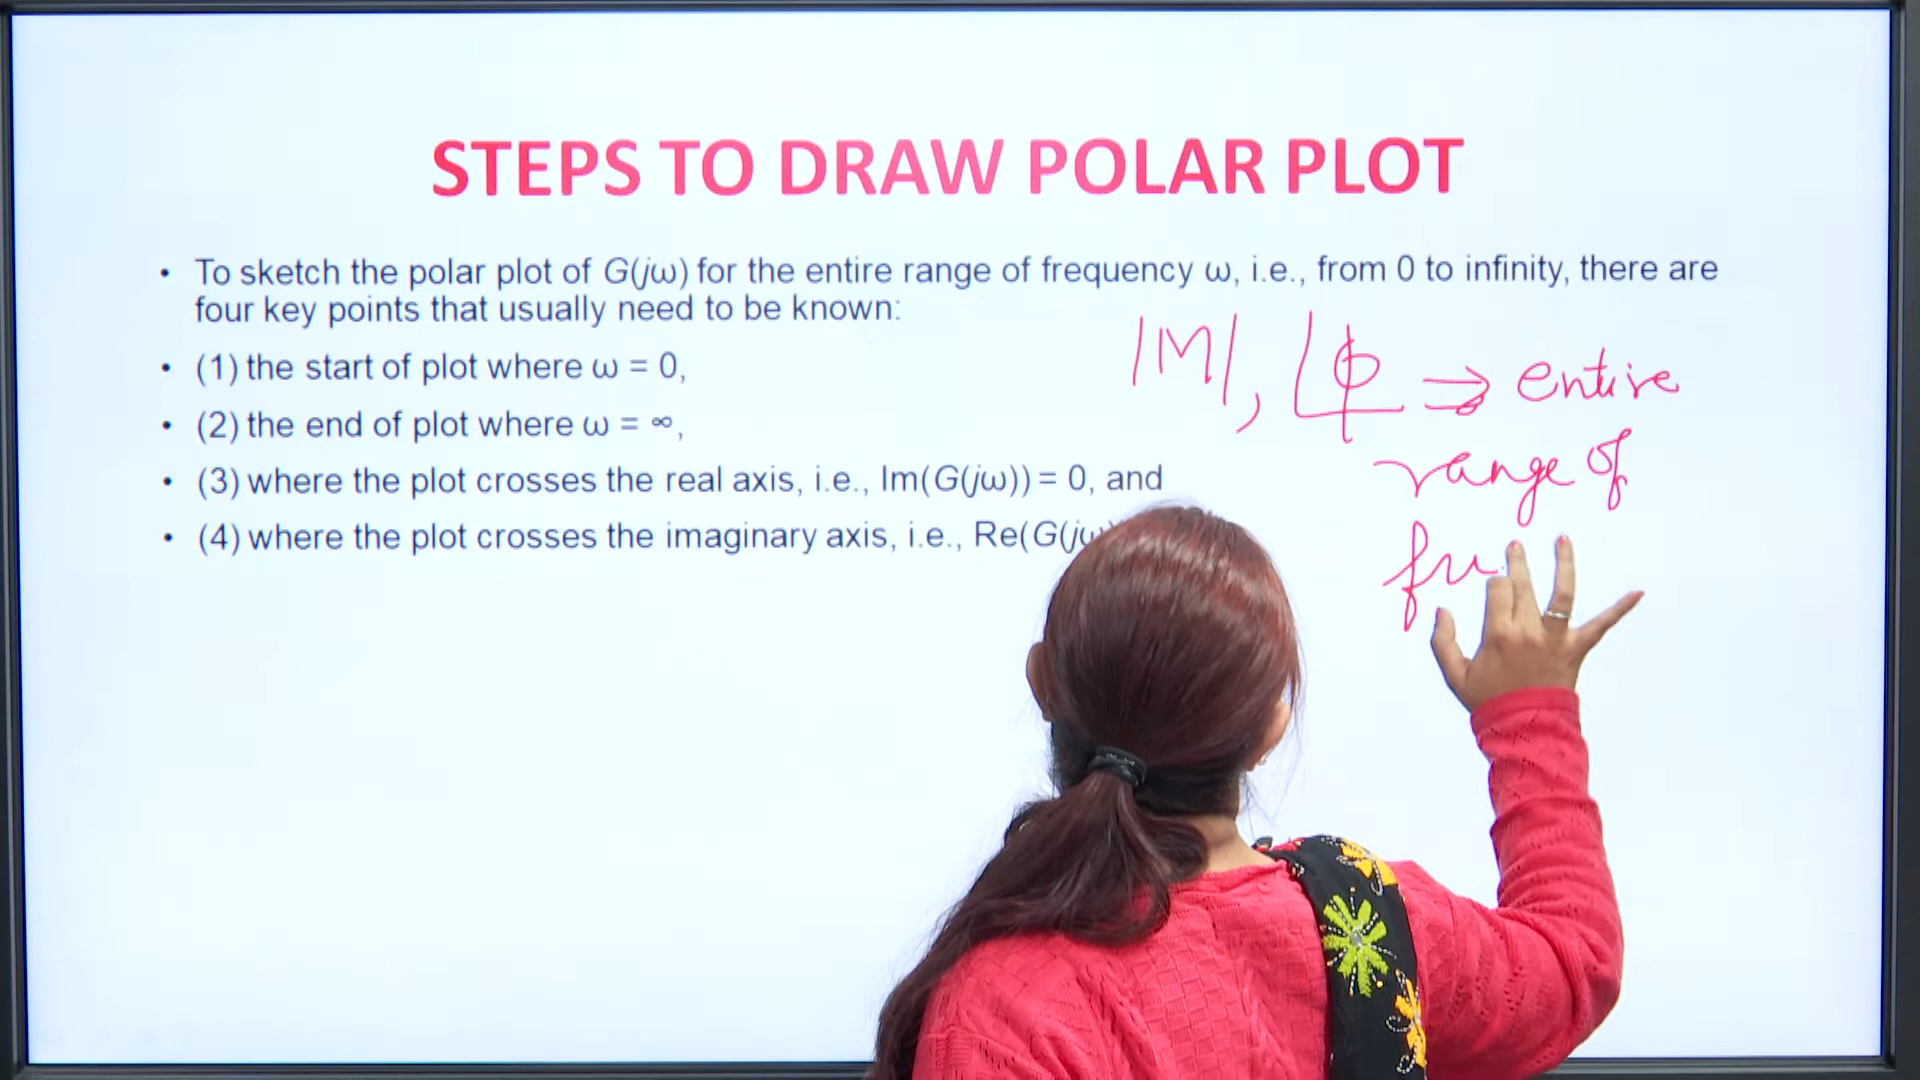 STEPS TO DRAW POLAR PLOT
• To sketch the polar plot of G(jω) for the entire range of frequency ω, i.e., from 0 to infinity, there are
four key points that usually need to be known:
• (1) the start of plot where ω = 0,
• (2) the end of plot where ω = ∞,
• (3) where the plot crosses the real axis, i.e., Im(G(jω)) = 0, and
• (4) where the plot crosses the imaginary axis, i.e., Re(G(jω
|M|, ∠ϕ ⇒ entire
range of